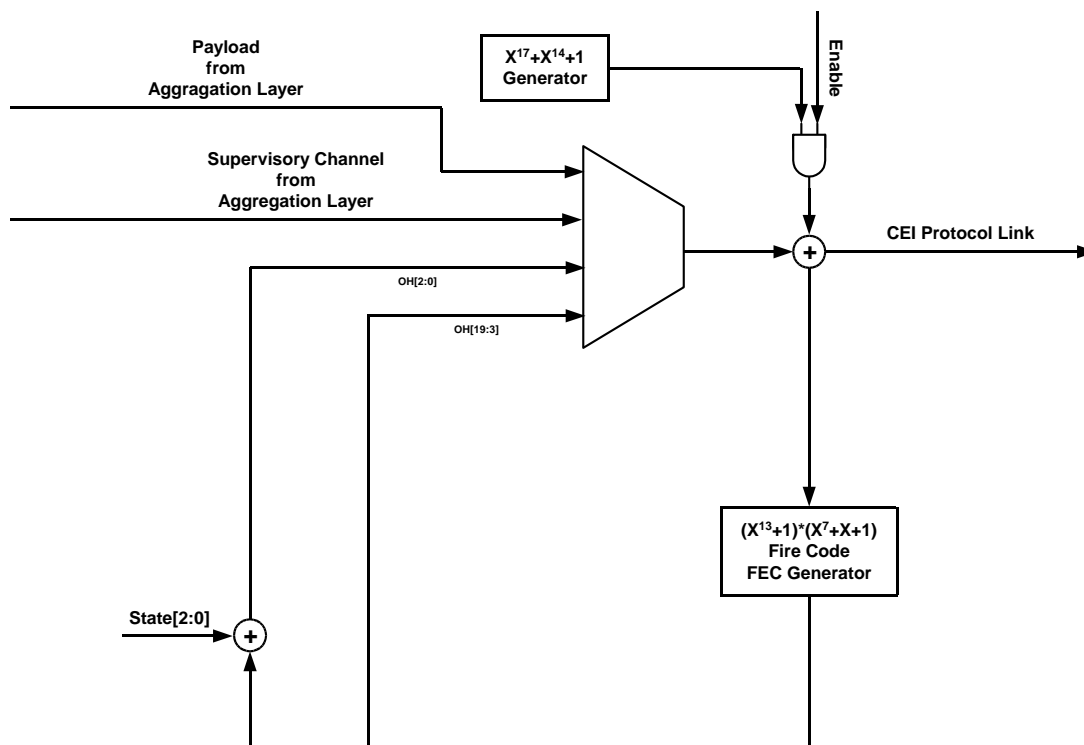 Payload
from
Aggragation Layer
X¹⁷+X¹⁴+1
Generator
Enable
Supervisory Channel
from
Aggregation Layer
+
CEI Protocol Link
OH[2:0]
OH[19:3]
(X¹³+1)*(X⁷+X+1)
Fire Code
FEC Generator
State[2:0]
+